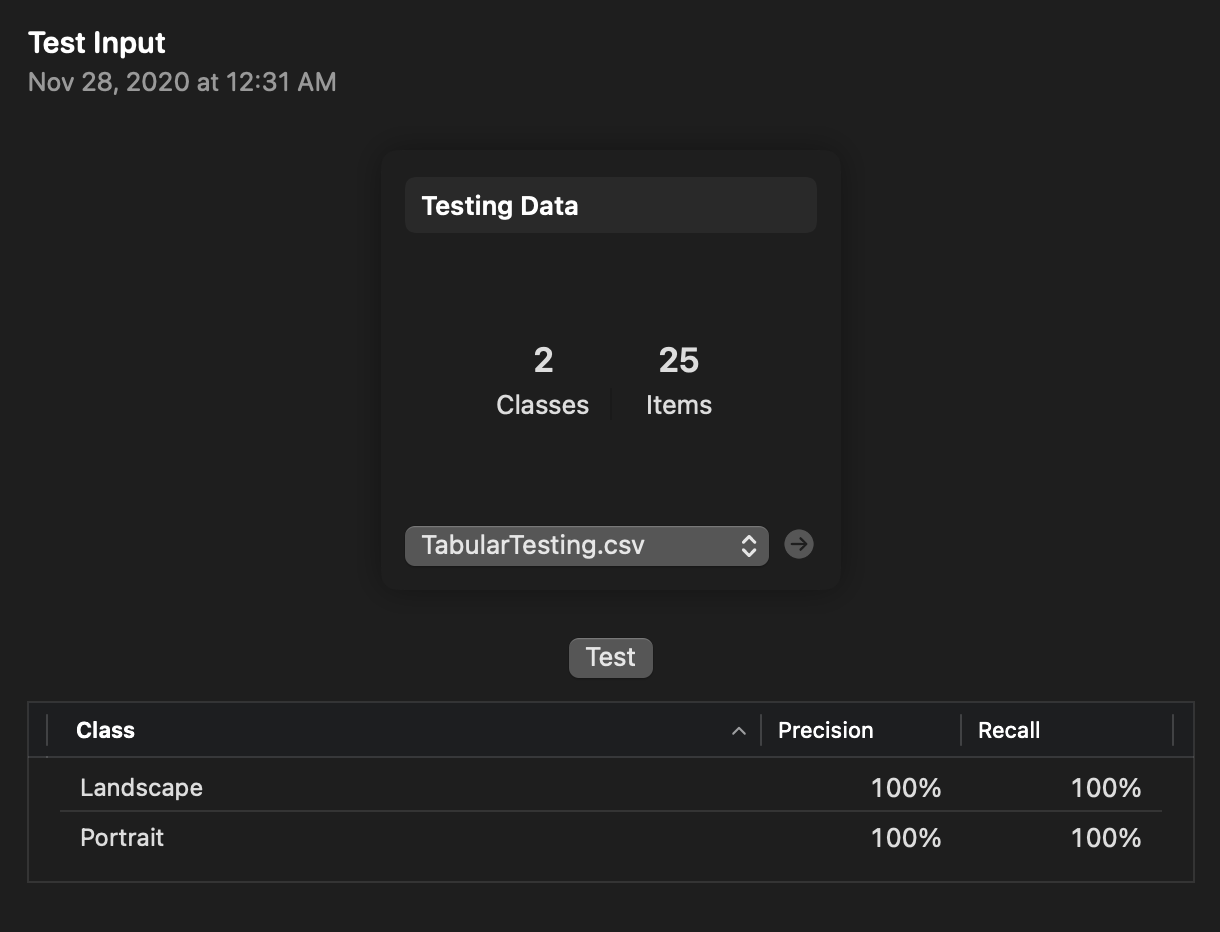 Test Input
Nov 28, 2020 at 12:31 AM
Testing Data
2 25
Classes Items
TabularTesting.csv
Test
Class Precision Recall
Landscape 100% 100%
Portrait 100% 100%